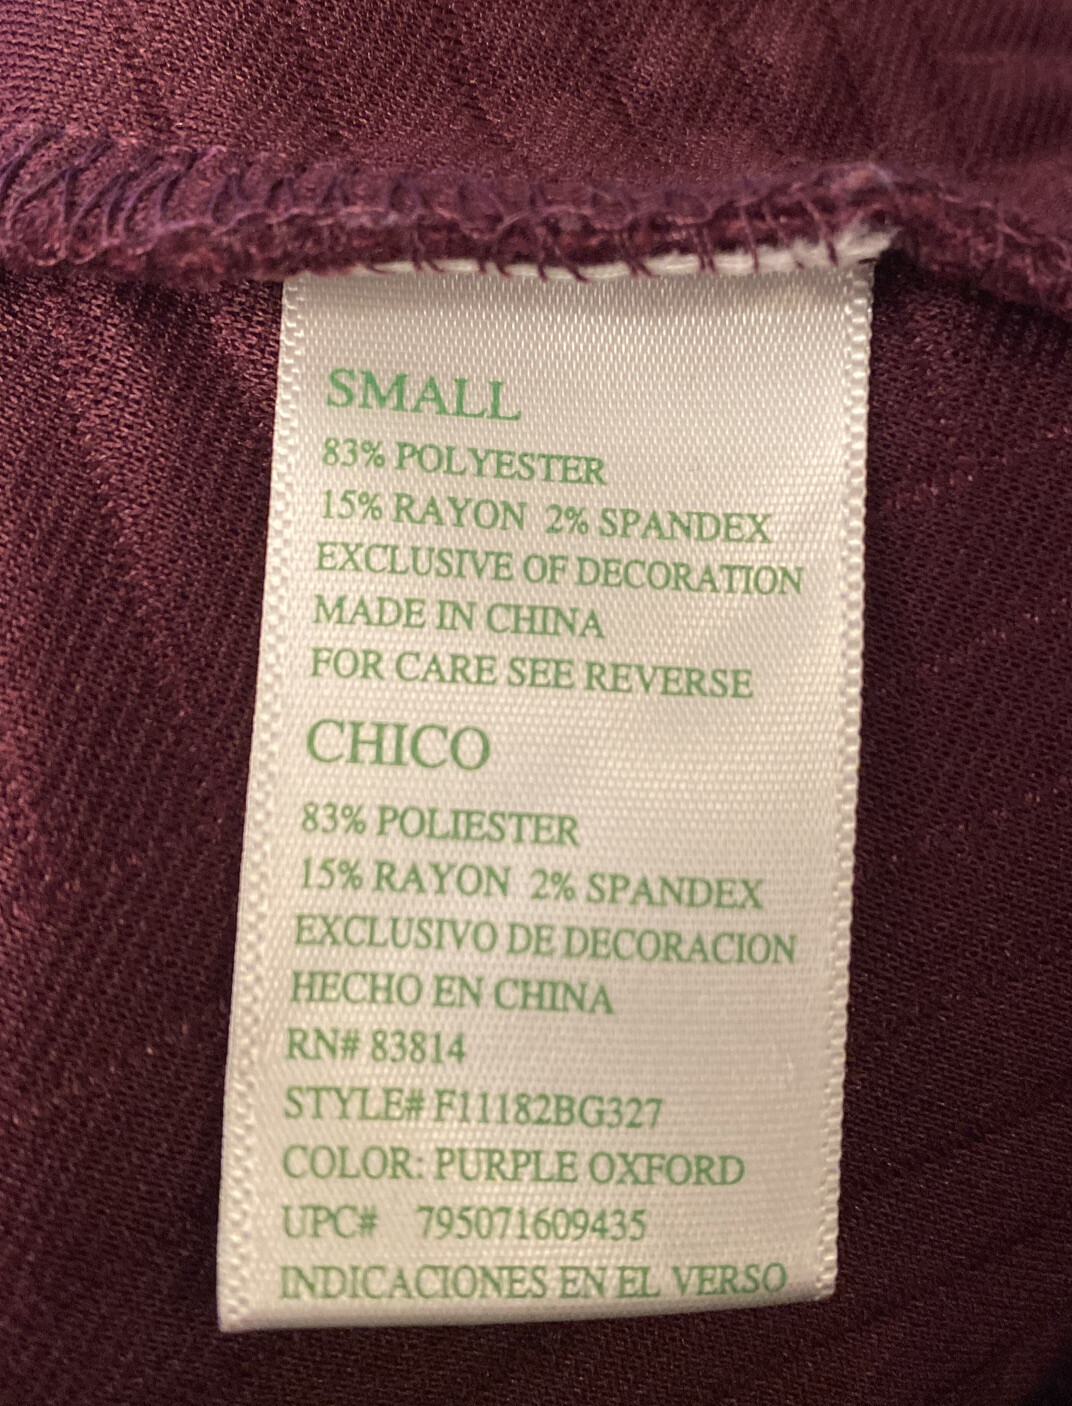 SMALL
83% POLYESTER
15% RAYON 2% SPANDEX
EXCLUSIVE OF DECORATION
MADE IN CHINA
FOR CARE SEE REVERSE
CHICO
83% POLIESTER
15% RAYON 2% SPANDEX
EXCLUSIVO DE DECORACION
HECHO EN CHINA
RN# 83814
STYLE# F11182BG327
COLOR: PURPLE OXFORD
UPC# 795071609435
INDICACIONES EN EL VERSO